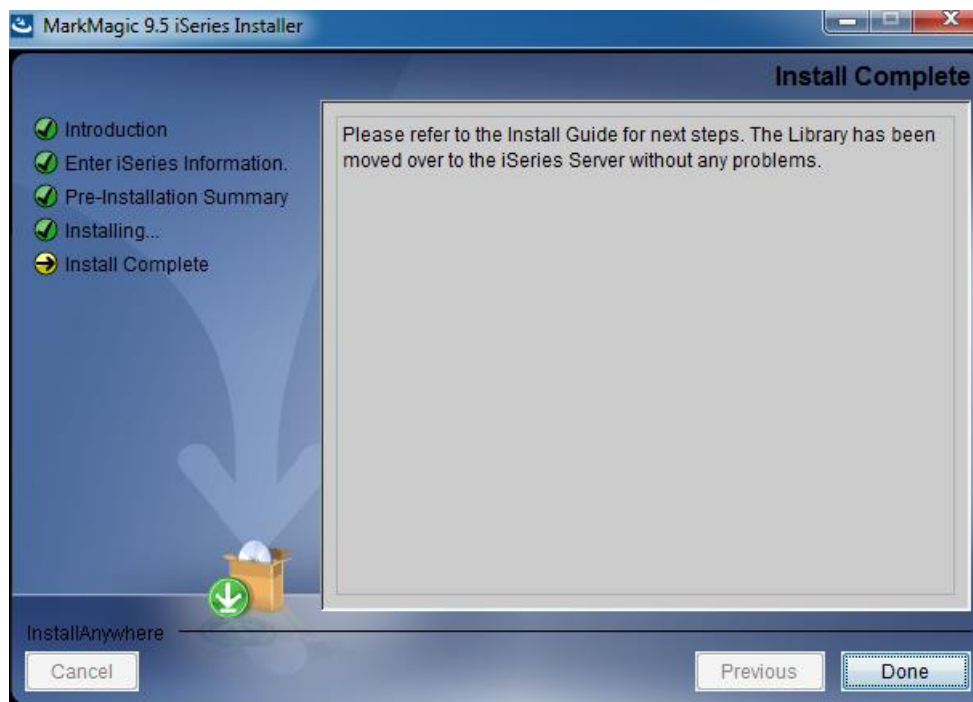 MarkMagic 9.5 iSeries Installer
Install Complete
Introduction
Enter iSeries Information.
Pre-Installation Summary
Installing...
Install Complete
Please refer to the Install Guide for next steps. The Library has been
moved over to the iSeries Server without any problems.
InstallAnywhere
Cancel
Previous
Done